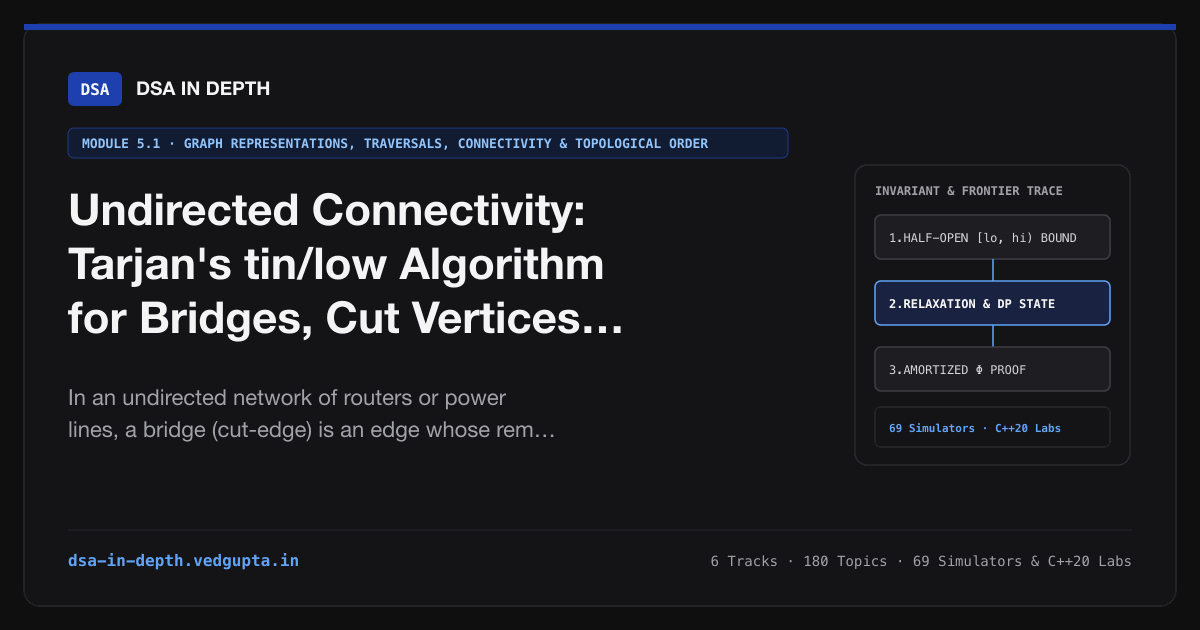 DSA DSA IN DEPTH
MODULE 5.1 · GRAPH REPRESENTATIONS, TRAVERSALS, CONNECTIVITY & TOPOLOGICAL ORDER
Undirected Connectivity:
Tarjan's tin/low Algorithm
for Bridges, Cut Vertices...
In an undirected network of routers or power
lines, a bridge (cut-edge) is an edge whose rem...
INVARIANT & FRONTIER TRACE
1.HALF-OPEN [lo, hi) BOUND
2.RELAXATION & DP STATE
3.AMORTIZED Φ PROOF
69 Simulators · C++20 Labs
dsa-in-depth.vedgupta.in
6 Tracks · 180 Topics · 69 Simulators & C++20 Labs